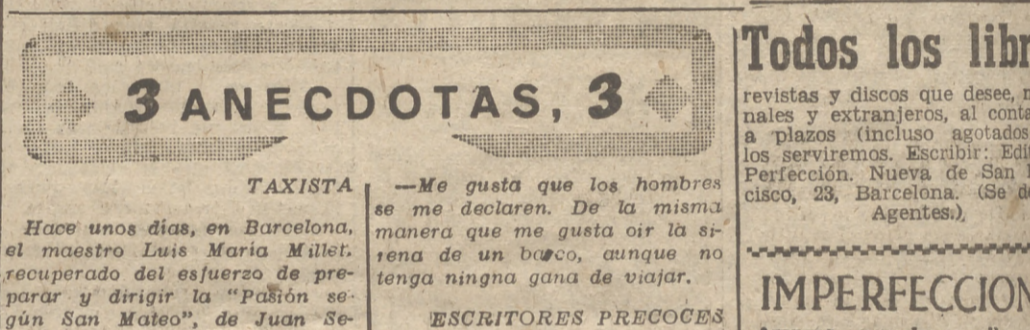 3 ANECDOTAS, 3
TAXISTA
Hace unos días, en Barcelona,
el maestro Luis María Millet,
recuperado del esfuerzo de pre-
parar y dirigir la "Pasión se-
gún San Mateo", de Juan Se-
—Me gusta que los hombres
se me declaren. De la misma
manera que me gusta oir la si-
rena de un barco, aunque no
tenga ningna gana de viajar.
ESCRITORES PRECOCES
Todos los libr
revistas y discos que desee,
nales y extranjeros, al conta
a plazos (incluso agotados
los serviremos. Escribir: Edi
Perfección. Nueva de San
cisco, 23, Barcelona. (Se de
Agentes.)
IMPERFECCION